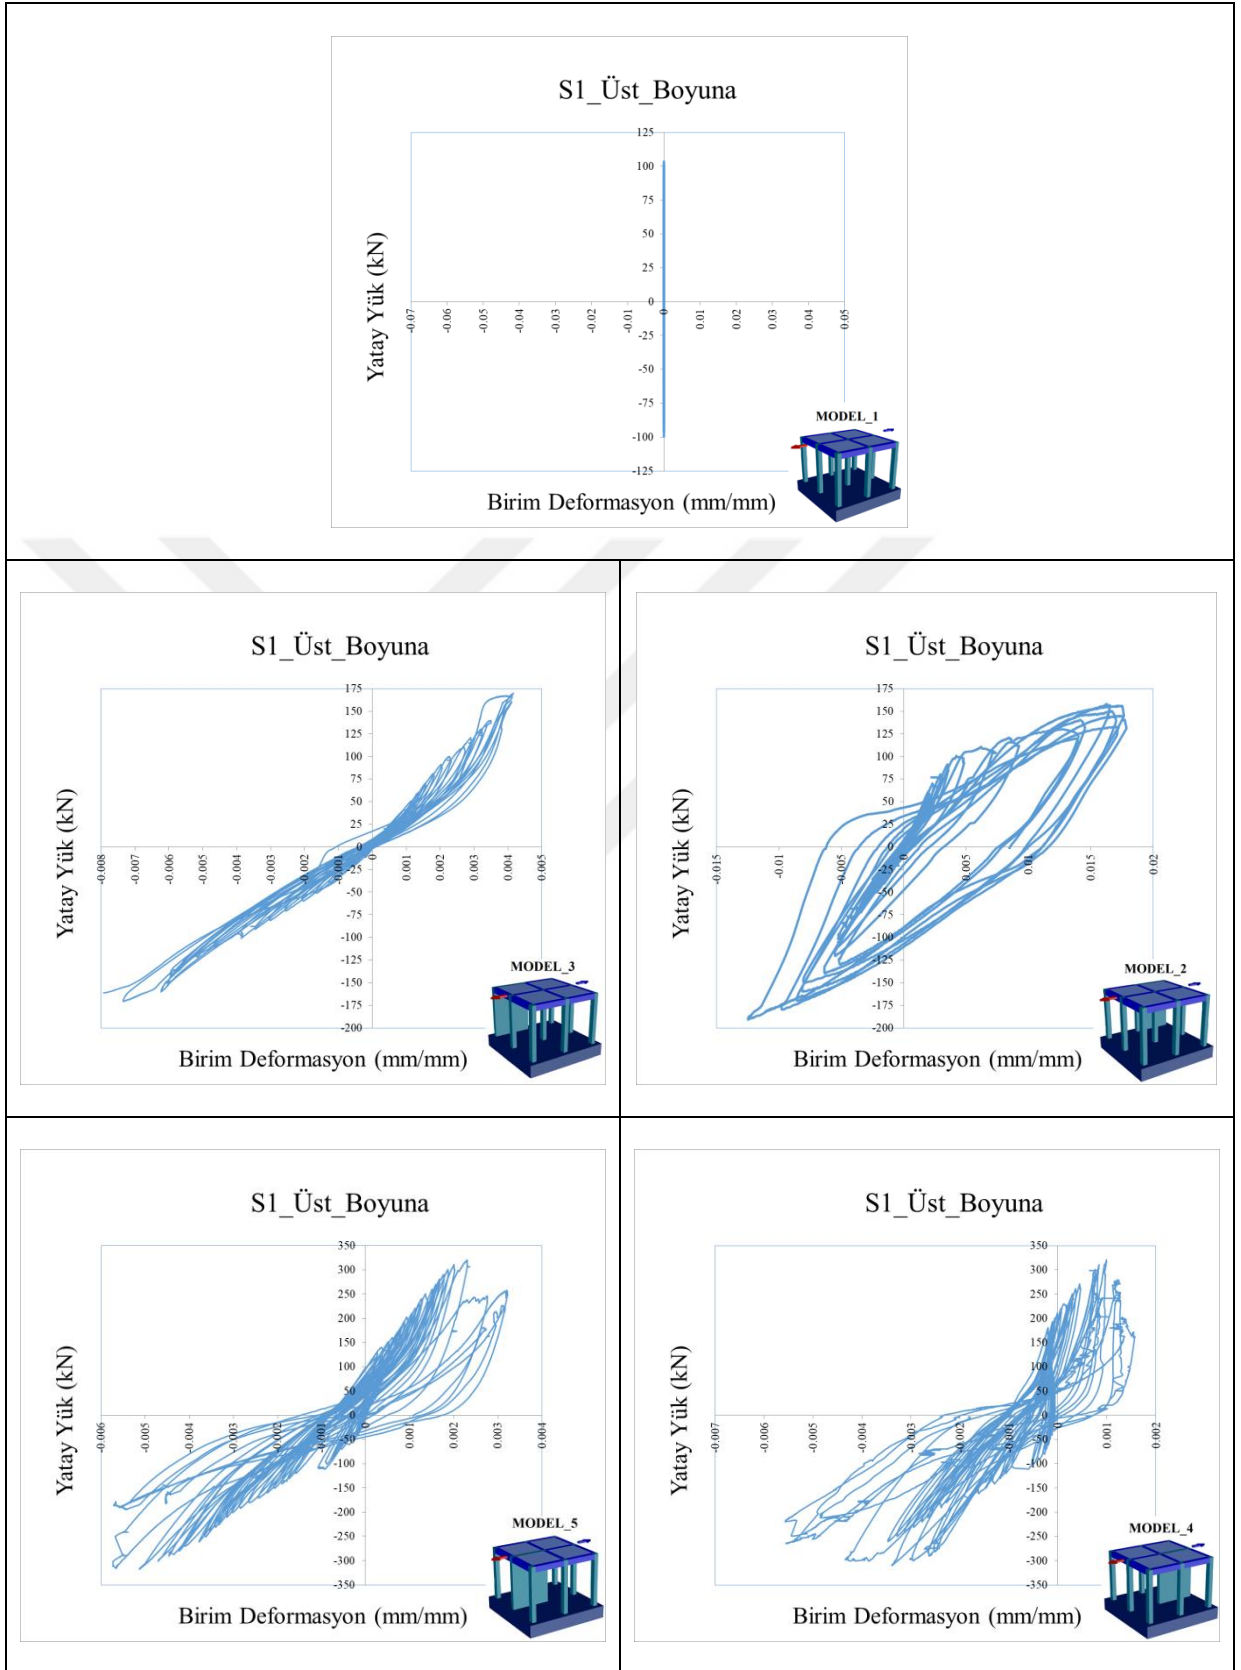 S1_Üst_Boyuna
125
100
75
50
25
0
-25
-50
-75
-100
-125
-0.07 -0.06 -0.05 -0.04 -0.03 -0.02 -0.01 0 0.01 0.02 0.03 0.04 0.05
Yatay Yük (kN)
Birim Deformasyon (mm/mm)
MODEL_1
S1_Üst_Boyuna
175
150
125
100
75
50
25
0
-25
-50
-75
-100
-125
-150
-175
-200
-0.008 -0.007 -0.006 -0.005 -0.004 -0.003 -0.002 -0.001 0 0.001 0.002 0.003 0.004 0.005
Yatay Yük (kN)
Birim Deformasyon (mm/mm)
MODEL_3
S1_Üst_Boyuna
175
150
125
100
75
50
25
0
-25
-50
-75
-100
-125
-150
-175
-200
-0.015 -0.01 -0.005 0 0.005 0.01 0.015 0.02
Yatay Yük (kN)
Birim Deformasyon (mm/mm)
MODEL_2
S1_Üst_Boyuna
350
300
250
200
150
100
50
0
-50
-100
-150
-200
-250
-300
-350
-0.006 -0.005 -0.004 -0.003 -0.002 -0.001 0 0.001 0.002 0.003 0.004
Yatay Yük (kN)
Birim Deformasyon (mm/mm)
MODEL_5
S1_Üst_Boyuna
350
300
250
200
150
100
50
0
-50
-100
-150
-200
-250
-300
-350
-0.007 -0.006 -0.005 -0.004 -0.003 -0.002 -0.001 0 0.001 0.002
Yatay Yük (kN)
Birim Deformasyon (mm/mm)
MODEL_4